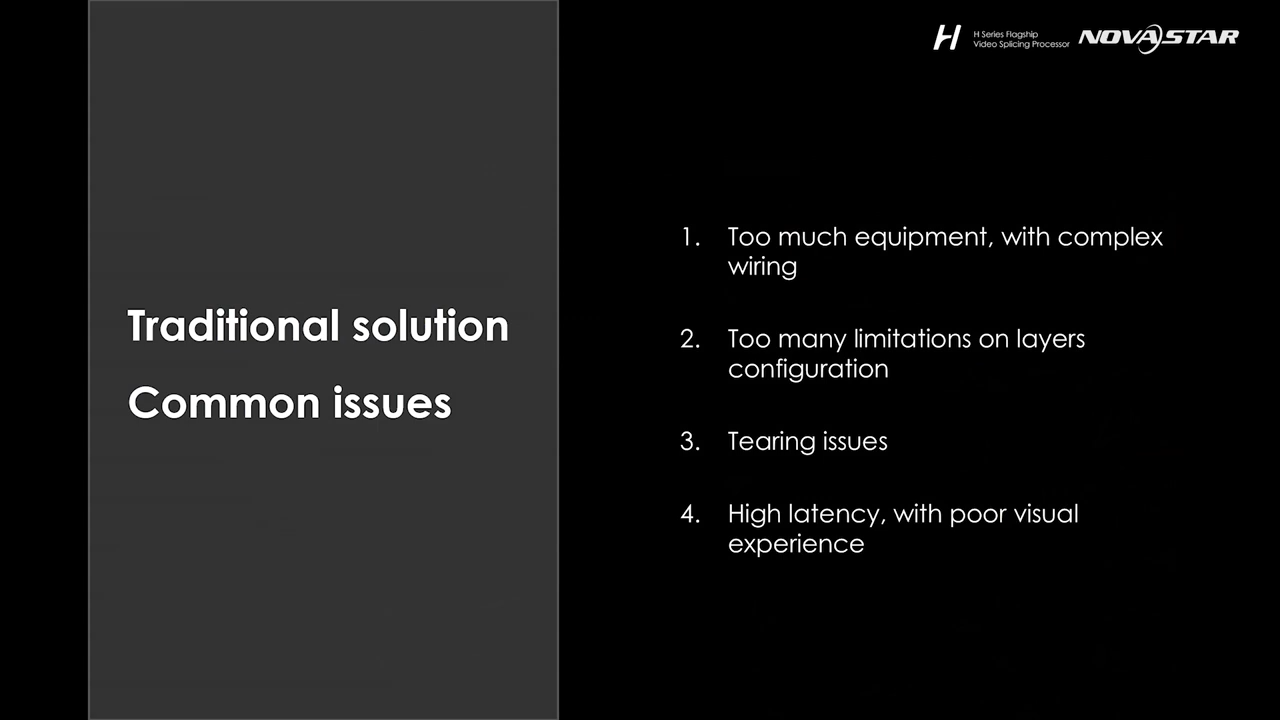 H Series Flagship
Video Splicing Processor
NOVASTAR
Traditional solution
Common issues
1. Too much equipment, with complex
wiring
2. Too many limitations on layers
configuration
3. Tearing issues
4. High latency, with poor visual
experience